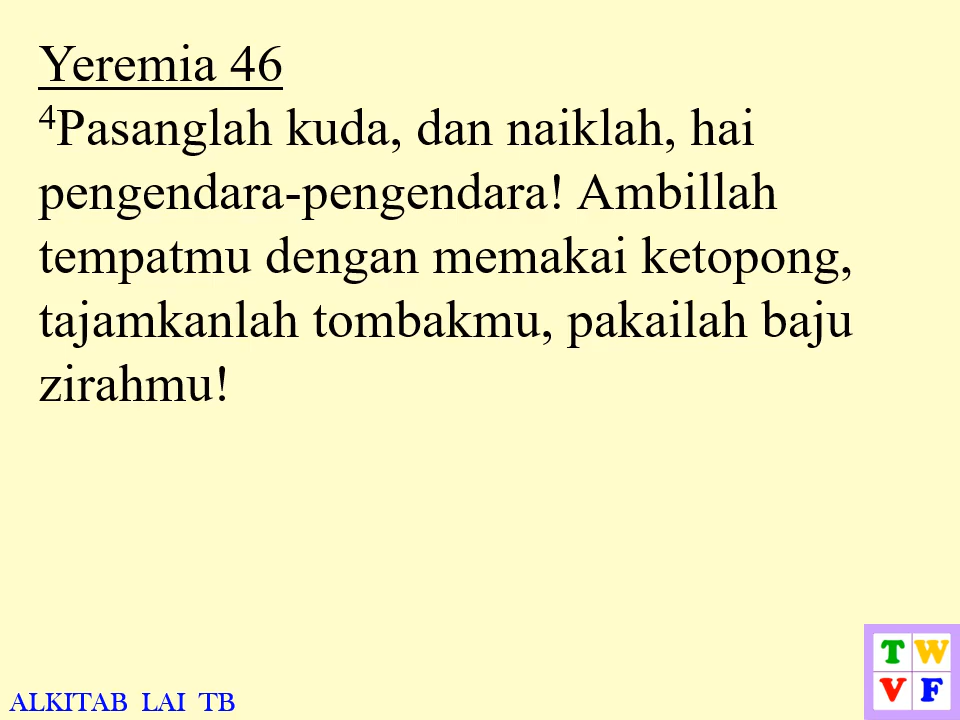 Yeremia 46
⁴Pasanglah kuda, dan naiklah, hai
pengendara-pengendara! Ambillah
tempatmu dengan memakai ketopong,
tajamkanlah tombakmu, pakailah baju
zirahmu!
ALKITAB LAI TB
T W
V F